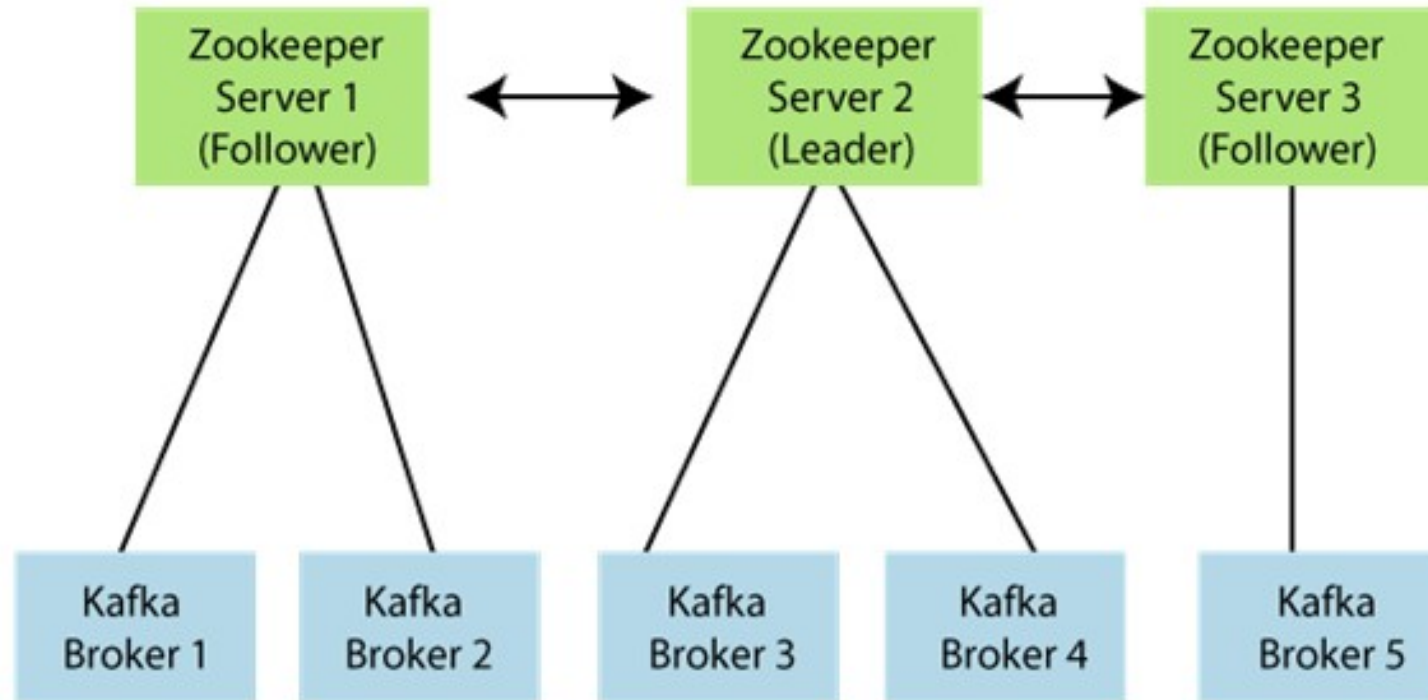 Zookeeper
Server 1
(Follower)
Zookeeper
Server 2
(Leader)
Zookeeper
Server 3
(Follower)
Kafka
Broker 1
Kafka
Broker 2
Kafka
Broker 3
Kafka
Broker 4
Kafka
Broker 5